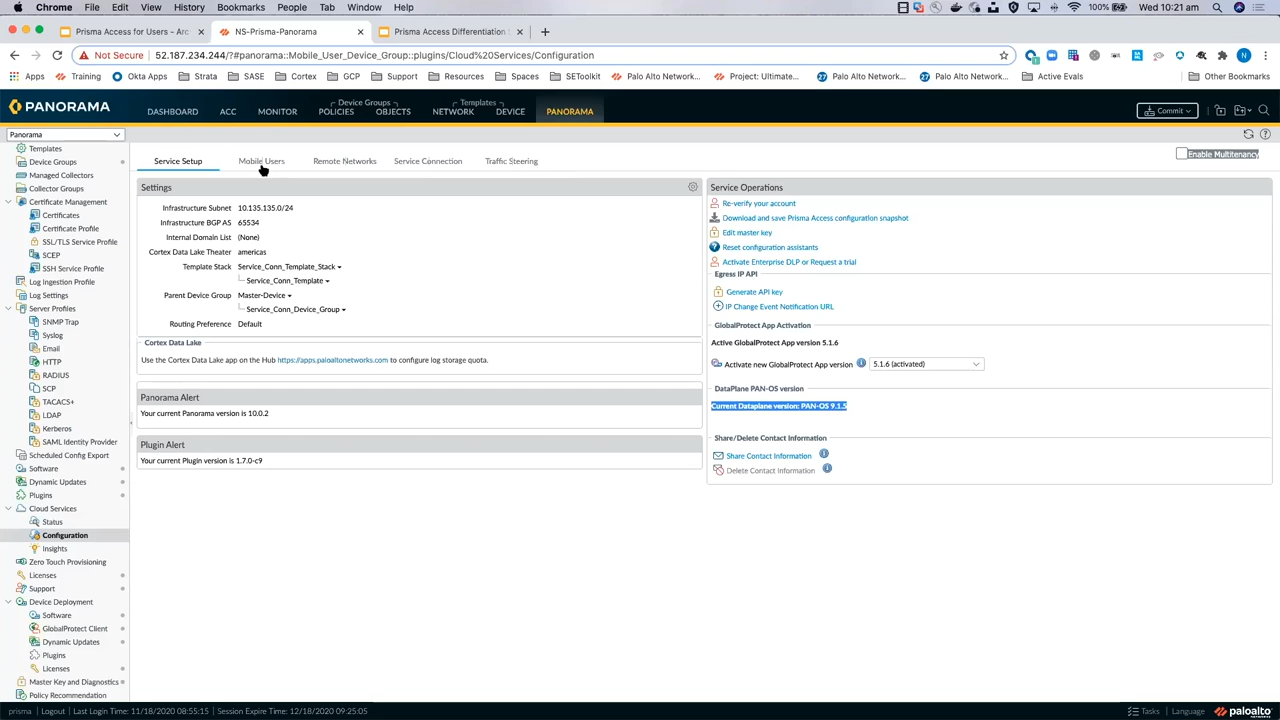 Chrome File Edit View History Bookmarks People Tab Window Help 100% Wed Nov 18 10:21 am
Prisma Access for Users – Arc
NS-Prisma-Panorama
Prisma Access Differentiation S
Not Secure 52.187.234.244/?#panorama::Mobile_User_Device_Group::plugins/Cloud%20Services/Configuration
Apps Training Okta Apps Strata SASE Cortex GCP Support Resources Spaces SEToolkit Palo Alto Network... Project: Ultimate... Palo Alto Network... Palo Alto Network... Active Evals Other Bookmarks
PANORAMA
Device Groups
Templates
DASHBOARD ACC MONITOR POLICIES OBJECTS NETWORK DEVICE PANORAMA
Commit
Panorama
Templates
Device Groups
Managed Collectors
Collector Groups
Certificate Management
Certificates
Certificate Profile
SSL/TLS Service Profile
SCEP
SSH Service Profile
Log Ingestion Profile
Log Settings
Server Profiles
SNMP Trap
Syslog
Email
HTTP
RADIUS
SCP
TACACS+
LDAP
Kerberos
SAML Identity Provider
Scheduled Config Export
Software
Dynamic Updates
Plugins
Cloud Services
Status
Configuration
Insights
Zero Touch Provisioning
Licenses
Support
Device Deployment
Software
GlobalProtect Client
Dynamic Updates
Plugins
Licenses
Master Key and Diagnostics
Policy Recommendation
Service Setup Mobile Users Remote Networks Service Connection Traffic Steering
Enable Multitenancy
Settings
Infrastructure Subnet 10.135.135.0/24
Infrastructure BGP AS 65534
Internal Domain List (None)
Cortex Data Lake Theater americas
Template Stack Service_Conn_Template_Stack
Service_Conn_Template
Parent Device Group Master-Device
Service_Conn_Device_Group
Routing Preference Default
Cortex Data Lake
Use the Cortex Data Lake app on the Hub https://apps.paloaltonetworks.com to configure log storage quota.
Panorama Alert
Your current Panorama version is 10.0.2
Plugin Alert
Your current Plugin version is 1.7.0-c9
Service Operations
Re-verify your account
Download and save Prisma Access configuration snapshot
Edit master key
Reset configuration assistants
Activate Enterprise DLP or Request a trial
Egress IP API
Generate API key
IP Change Event Notification URL
GlobalProtect App Activation
Active GlobalProtect App version 5.1.6
Activate new GlobalProtect App version 5.1.6 (activated)
DataPlane PAN-OS version
Current Dataplane version: PAN-OS 9.1.5
Share/Delete Contact Information
Share Contact Information
Delete Contact Information
prisma Logout Last Login Time: 11/18/2020 08:55:15 Session Expire Time: 12/18/2020 09:25:05
Tasks Language paloalto